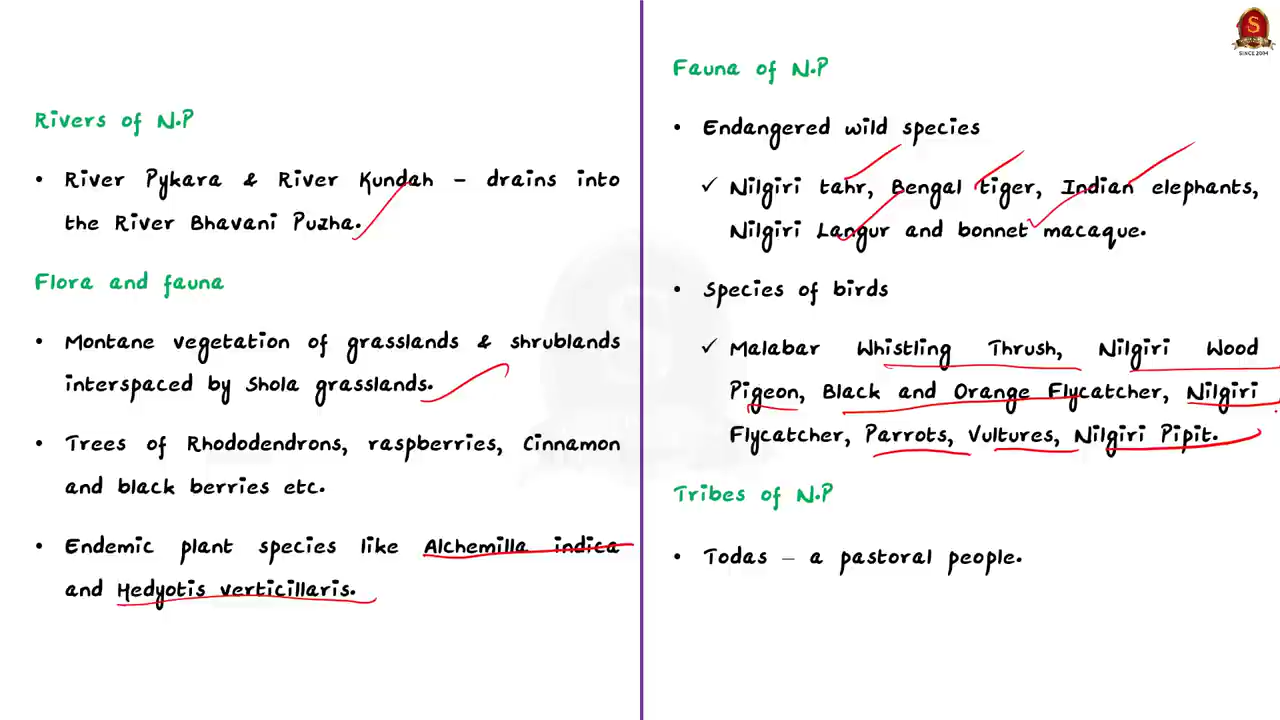 Rivers of N.P
• River Pykara & River Kundah – drains into
the River Bhavani Puzha.
Flora and fauna
• Montane vegetation of grasslands & shrublands
interspaced by Shola grasslands.
• Trees of Rhododendrons, raspberries, Cinnamon
and black berries etc.
• Endemic plant species like Alchemilla indica
and Hedyotis verticillaris.
S
SINCE 2004
Fauna of N.P
• Endangered wild species
✓ Nilgiri tahr, Bengal tiger, Indian elephants,
Nilgiri Langur and bonnet macaque.
• Species of birds
✓ Malabar Whistling Thrush, Nilgiri Wood
Pigeon, Black and Orange Flycatcher, Nilgiri
Flycatcher, Parrots, Vultures, Nilgiri Pipit.
Tribes of N.P
• Todas – a pastoral people.